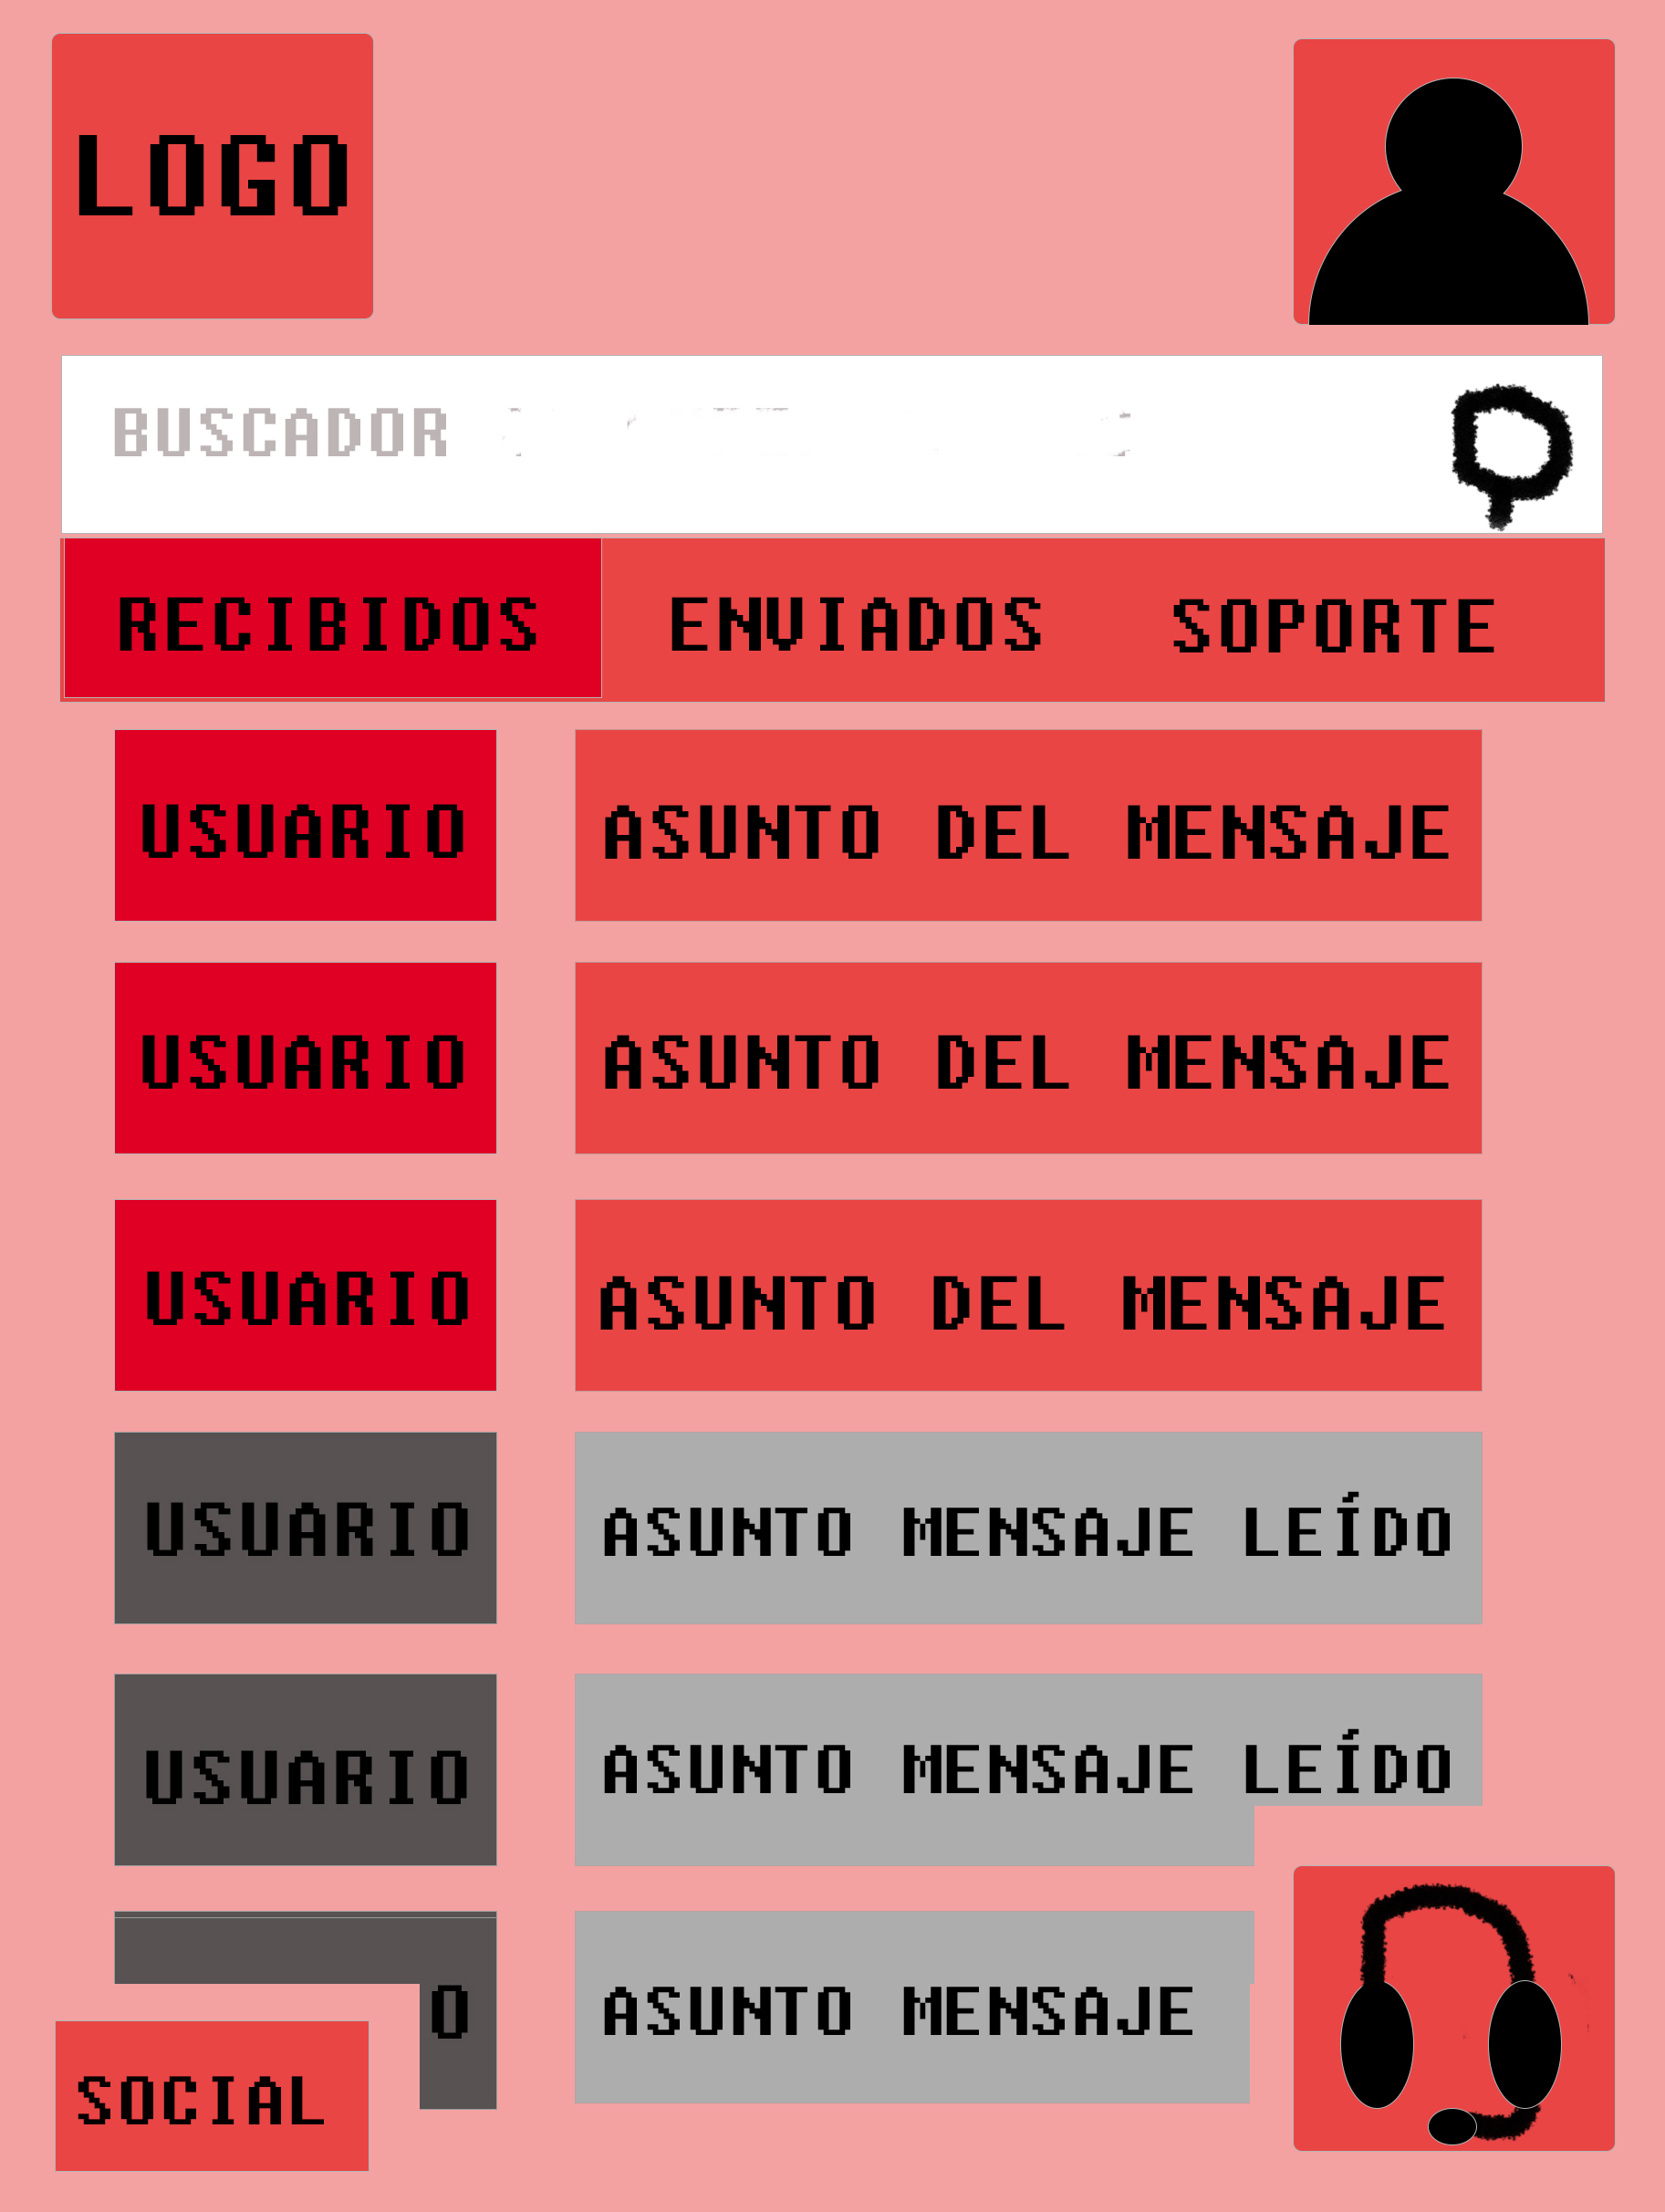 LOGO
BUSCADOR
RECIBIDOS ENVIADOS SOPORTE
USUARIO ASUNTO DEL MENSAJE
USUARIO ASUNTO DEL MENSAJE
USUARIO ASUNTO DEL MENSAJE
USUARIO ASUNTO MENSAJE LEÍDO
USUARIO ASUNTO MENSAJE LEÍDO
O ASUNTO MENSAJE
SOCIAL